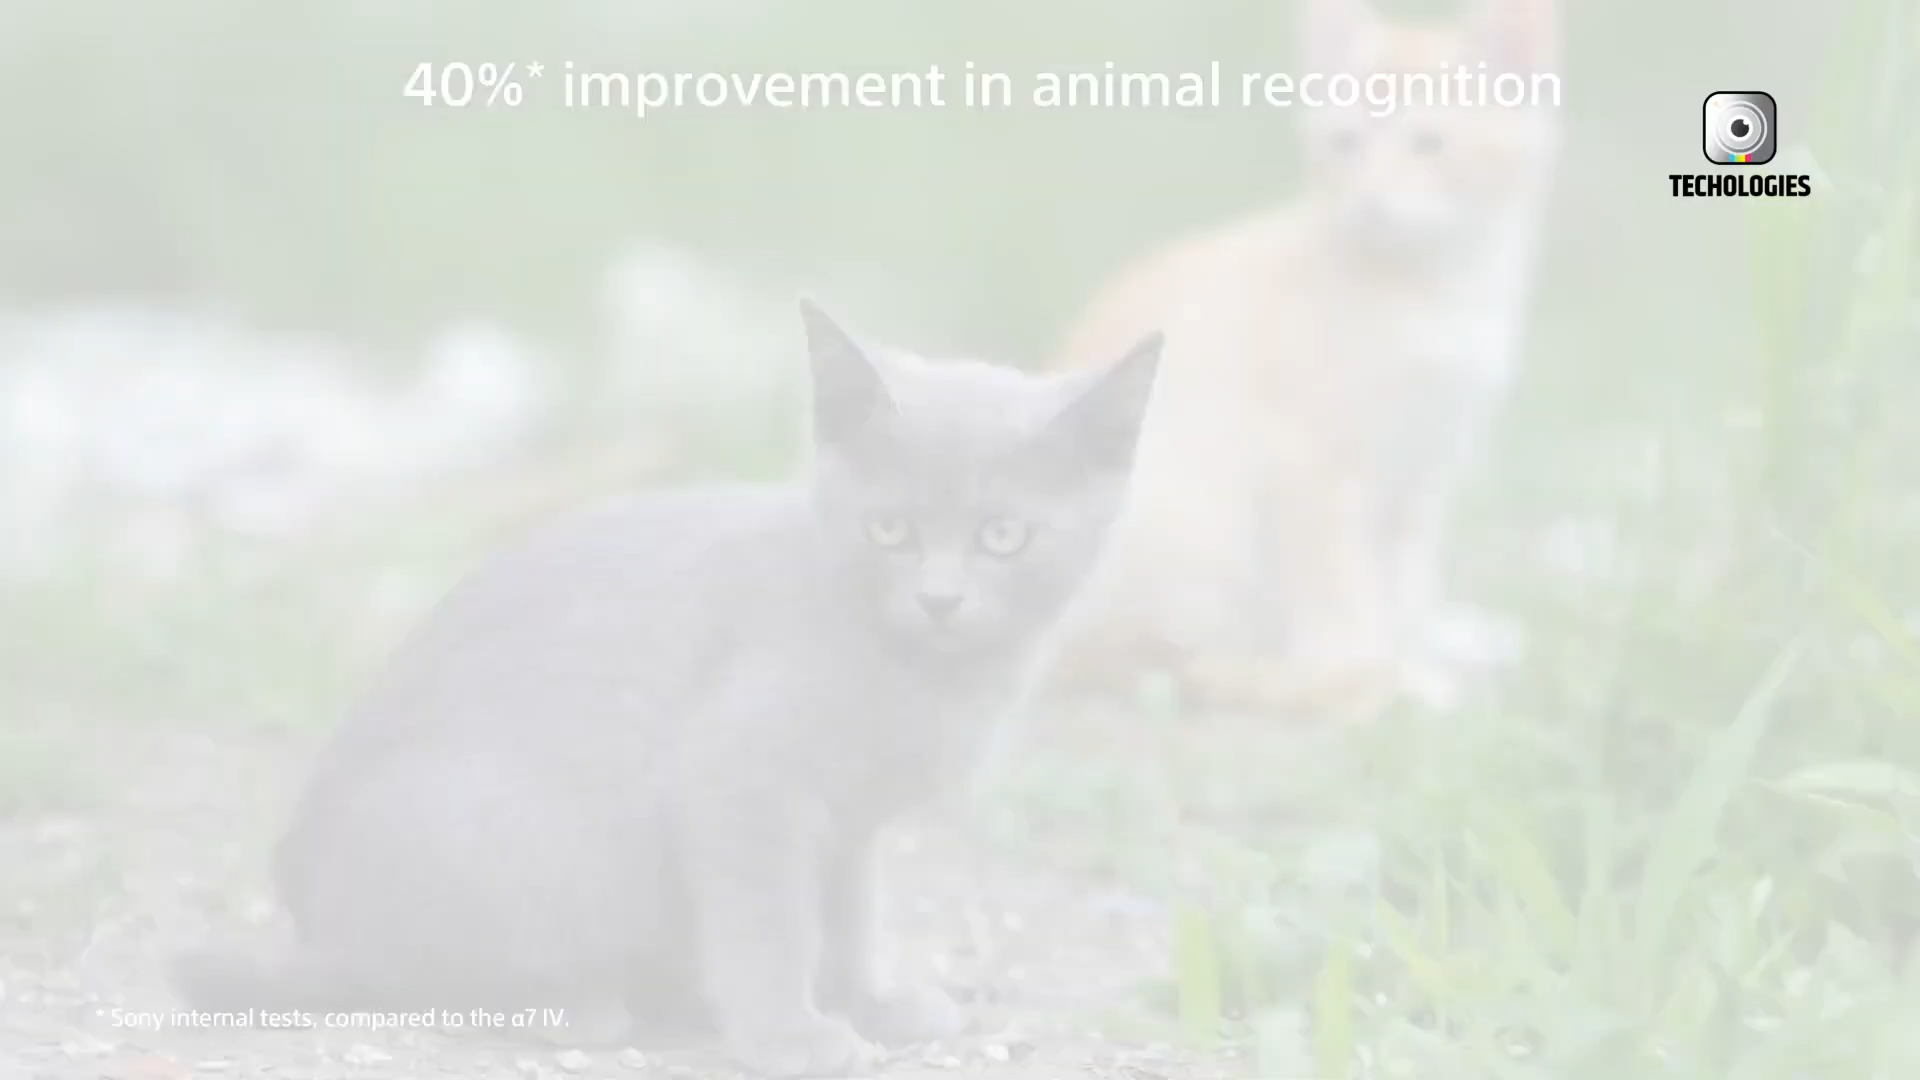 40%* improvement in animal recognition
TECHOLOGIES
* Sony internal tests, compared to the α7 IV.